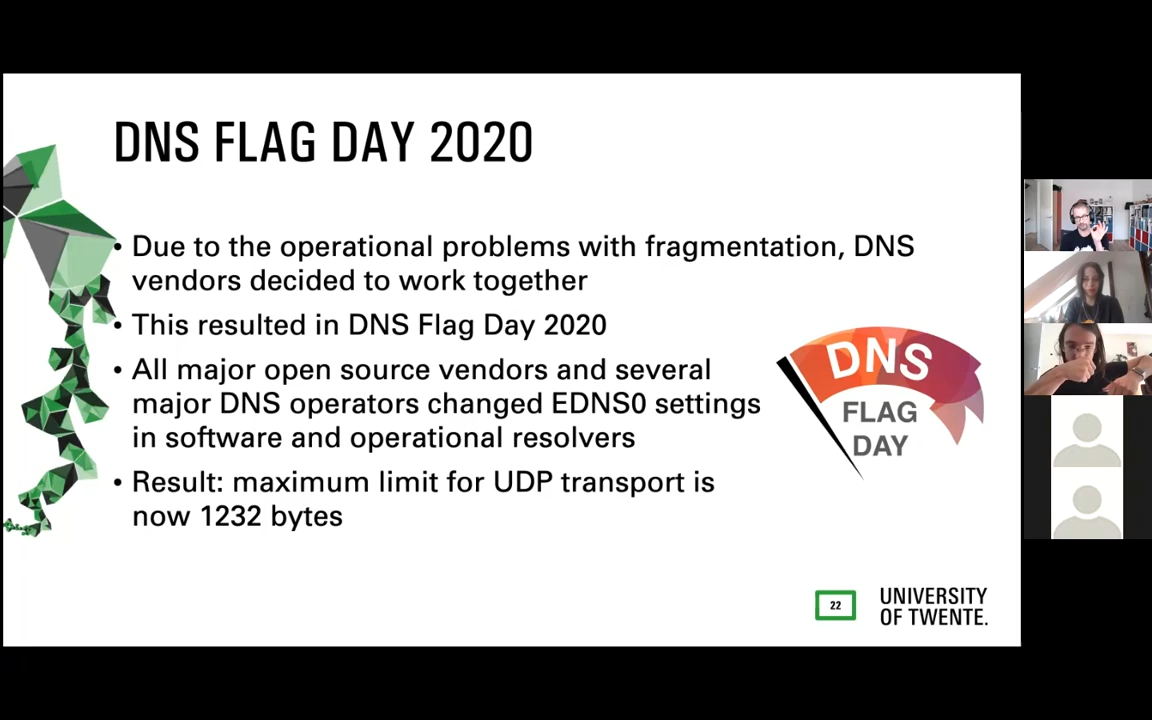 DNS FLAG DAY 2020
• Due to the operational problems with fragmentation, DNS
vendors decided to work together
• This resulted in DNS Flag Day 2020
• All major open source vendors and several
major DNS operators changed EDNS0 settings
in software and operational resolvers
• Result: maximum limit for UDP transport is
now 1232 bytes
DNS
FLAG
DAY
22
UNIVERSITY
OF TWENTE.